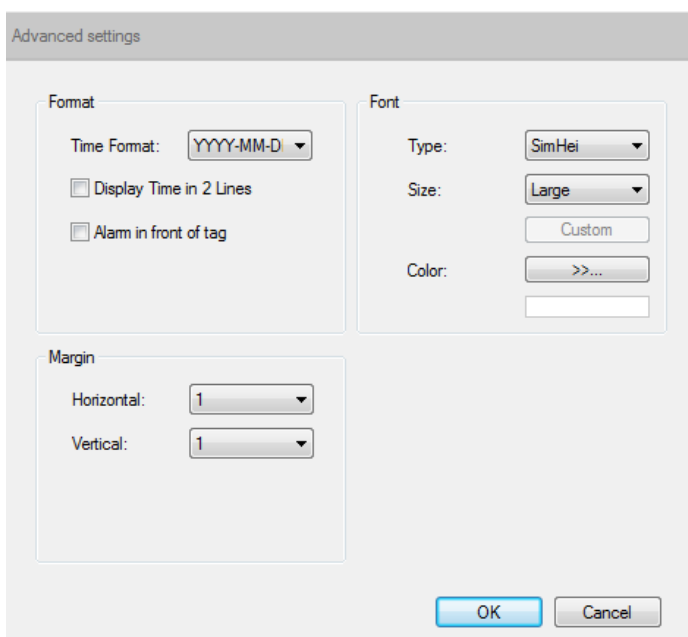 Advanced settings
Format
Time Format: YYYY-MM-D
Display Time in 2 Lines
Alarm in front of tag
Font
Type: SimHei
Size: Large
Custom
Color: >>...
Margin
Horizontal: 1
Vertical: 1
OK Cancel